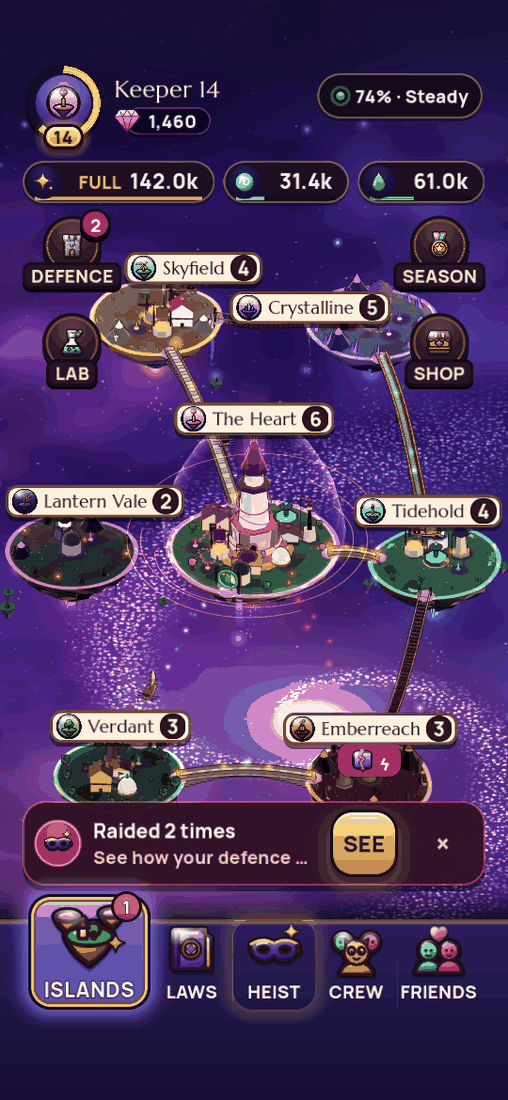 Keeper 14
1,460
14
74% · Steady
FULL 142.0k
31.4k
61.0k
2
DEFENCE
SEASON
Skyfield 4
Crystalline 5
LAB
SHOP
The Heart 6
Lantern Vale 2
Tidehold 4
Verdant 3
Emberreach 3
Raided 2 times
See how your defence ...
SEE
×
1
ISLANDS
LAWS
HEIST
CREW
FRIENDS